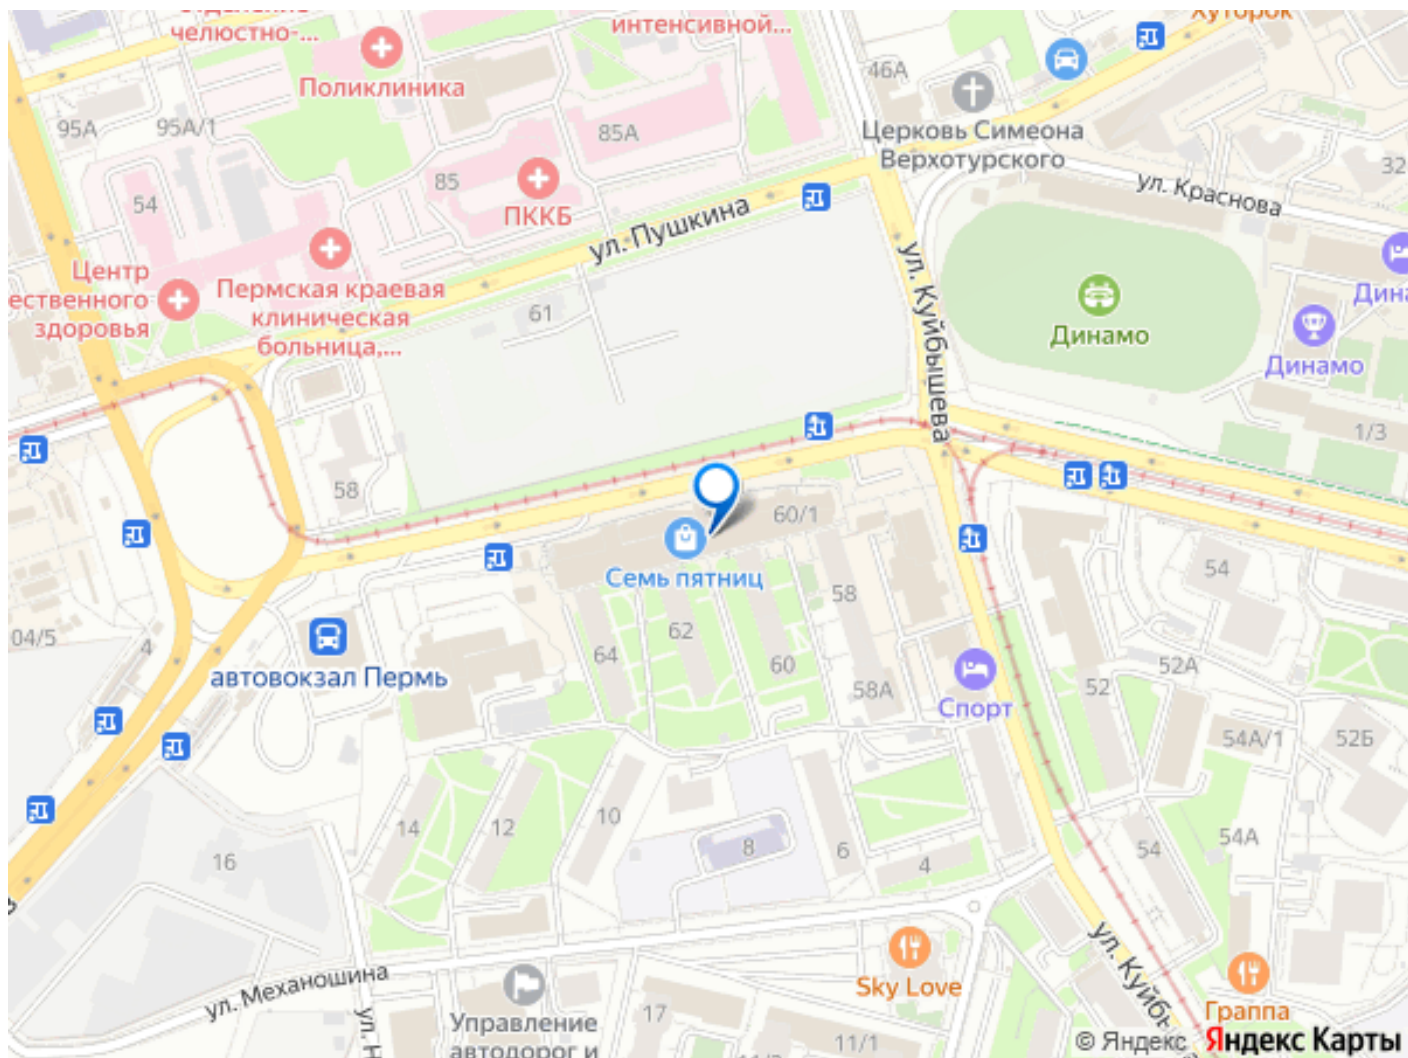 челюстно-...
Поликлиника
интенсивной...
Хуторок
46А
Церковь Симеона
Верхотурского
95А
95А/1
85А
85
54
ПККБ
ул. Пушкина
ул. Краснова
32
Центр
ественного
здоровья
Пермская краевая
клиническая
больница,...
61
ул. Куйбышева
Динамо
Динамо
1/3
58
60/1
Семь пятниц
58
54
04/5
4
автовокзал Пермь
64
62
60
58А
Спорт
52А
52
54А/1
52Б
14
12
10
8
6
4
16
54
54А
ул. Механошина
Sky Love
ул. Куйбы
Граппа
Управление
автодорог и
17
11/1
© Яндекс Яндекс Карты